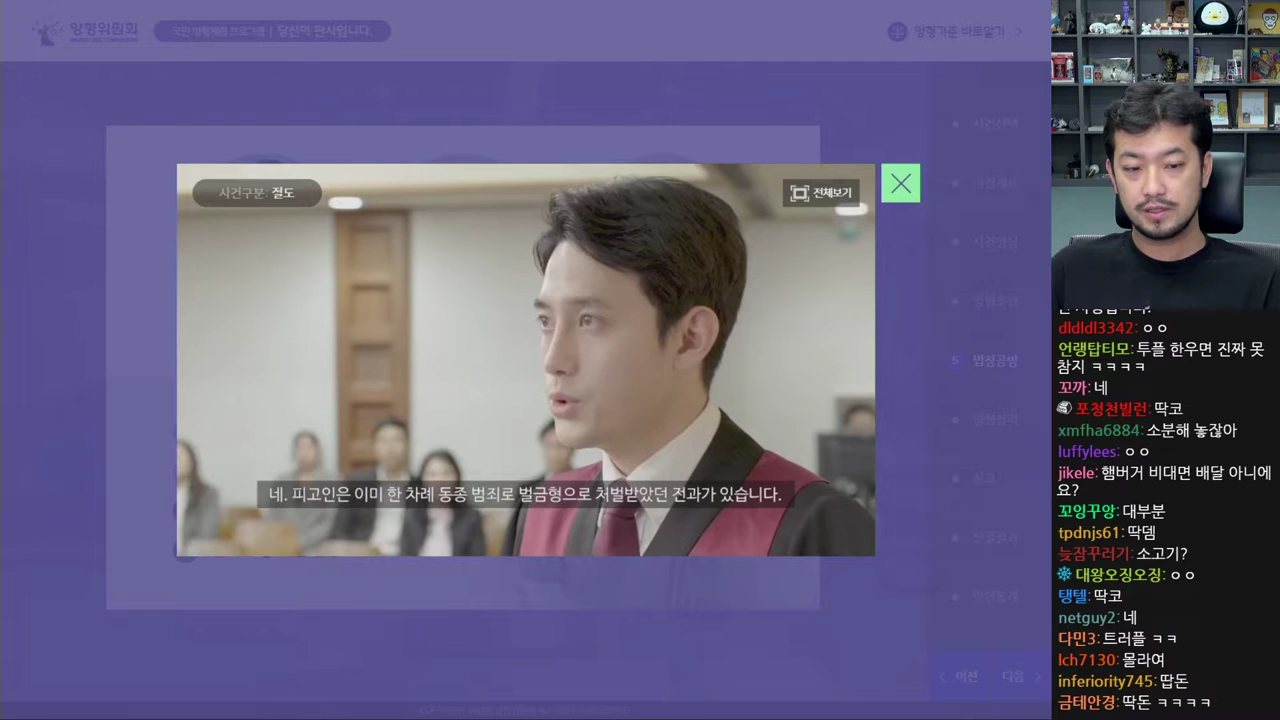 양형위원회
국민 양형체험 프로그램 | 당신이 판사입니다.
양형기준 바로알기
사건선택
사건구분: 절도
전체보기
법정공방
5
선고
네. 피고인은 이미 한 차례 동종 범죄로 벌금형으로 처벌받았던 전과가 있습니다.
이전
다음
dldldl3342: ㅇㅇ
언랭탑티모: 투플 한우면 진짜 못
참지 ㅋㅋㅋㅋ
꼬까: 네
포청천빌런: 딱코
xmfha6884: 소분해 놓잖아
luffylees: ㅇㅇ
jikele: 햄버거 비대면 배달 아니에
요?
꼬잉꾸앙: 대부분
tpdnjs61: 딱뎀
늦잠꾸러기: 소고기?
대왕오징오징: ㅇㅇ
탱텔: 딱코
netguy2: 네
다민3: 트러플 ㅋㅋ
lch7130: 몰라여
inferiority745: 땁돈
금테안경: 딱돈 ㅋㅋㅋㅋ